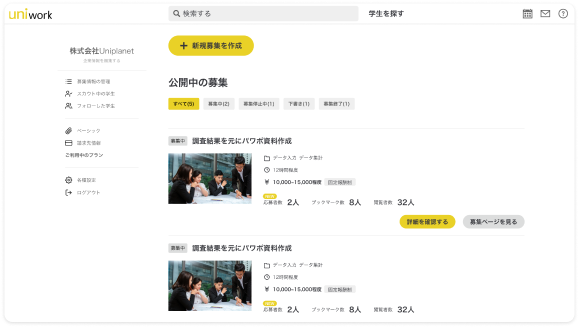 uniwork
検索する
学生を探す
株式会社Uniplanet
企業情報を編集する
募集情報の管理
スカウト中の学生
フォローした学生
ベーシック
請求先情報
ご利用中のプラン
各種設定
ログアウト
+ 新規募集を作成
公開中の募集
すべて(5)
募集中(2)
募集停止中(1)
下書き(1)
募集終了(1)
募集中 調査結果を元にパワポ資料作成
データ入力 データ集計
12時間程度
¥ 10,000~15,000程度 固定報酬制
NEW
応募者数 2人 ブックマーク数 8人 閲覧者数 32人
詳細を確認する
募集ページを見る
募集中 調査結果を元にパワポ資料作成
データ入力 データ集計
12時間程度
¥ 10,000~15,000程度 固定報酬制
NEW
応募者数 2人 ブックマーク数 8人 閲覧者数 32人